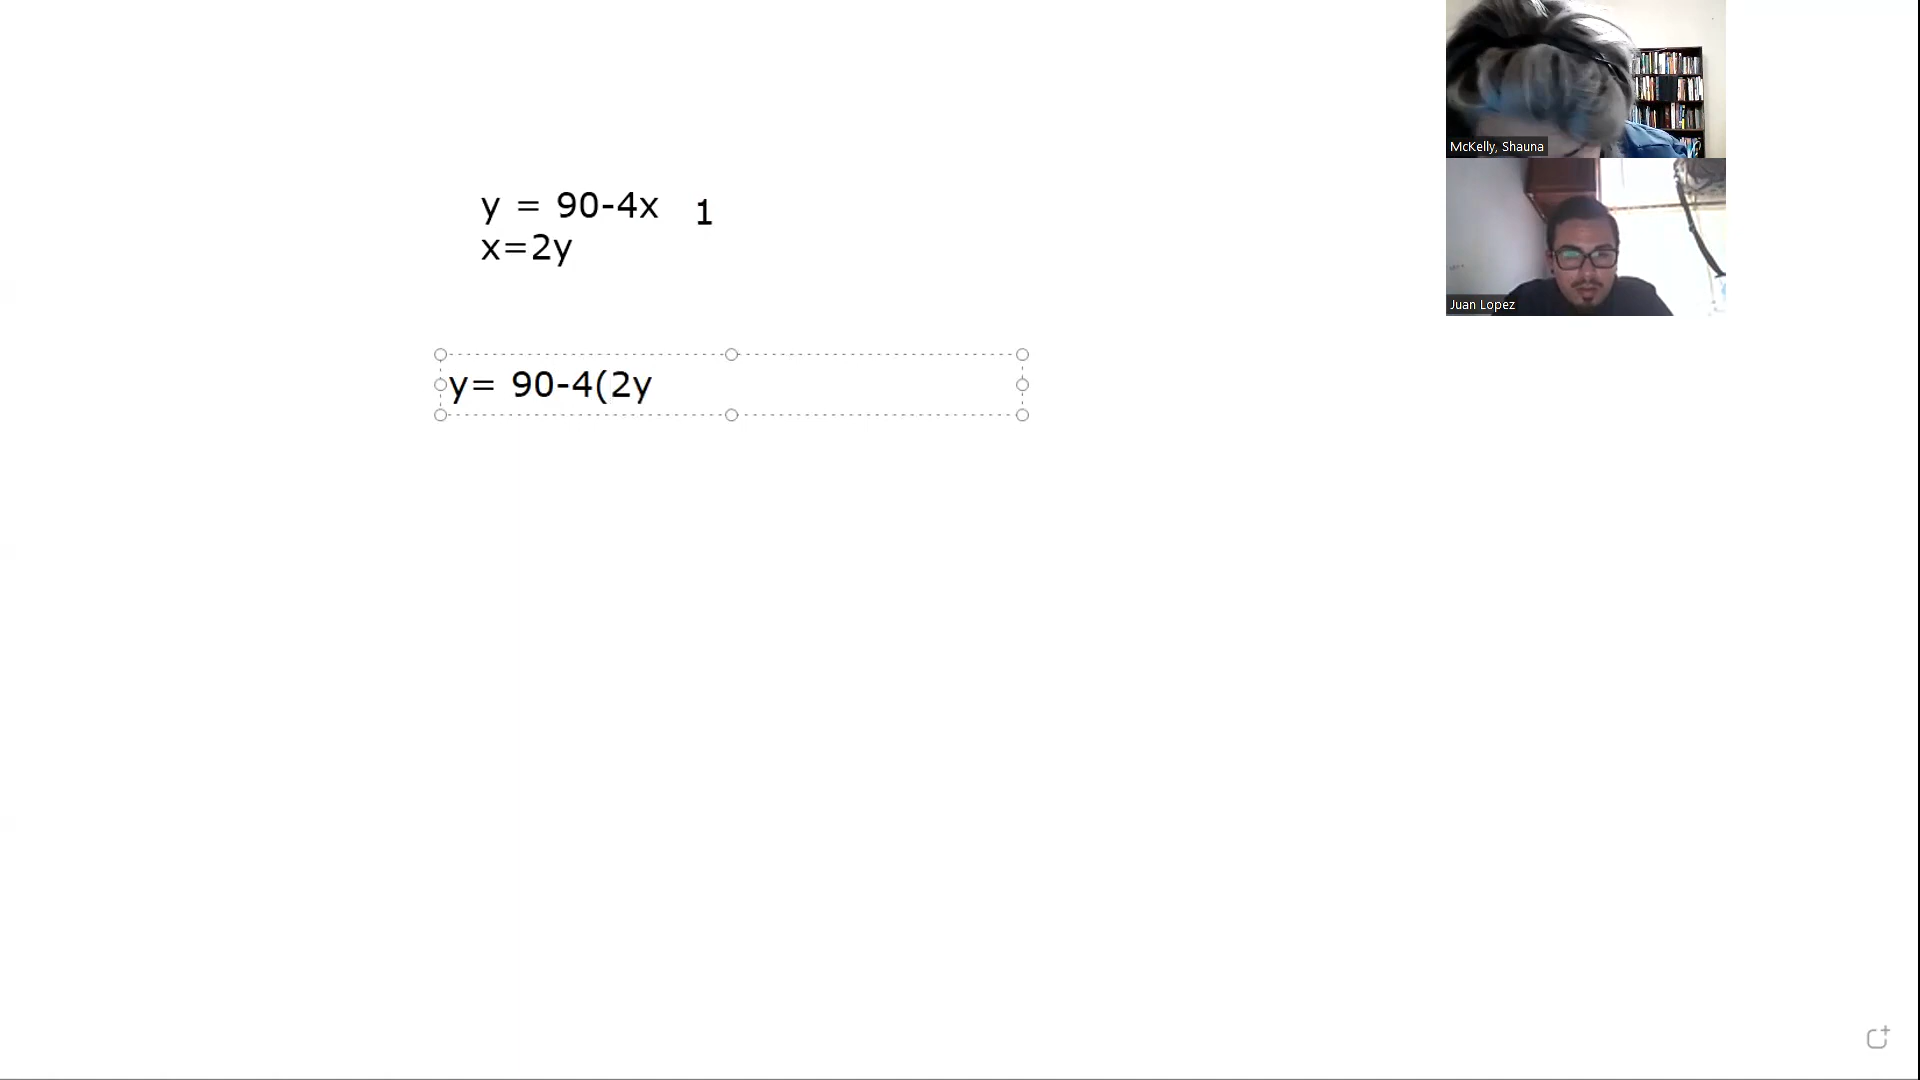 y = 90-4x 1
x=2y
y= 90-4(2y
McKelly, Shauna
Juan Lopez